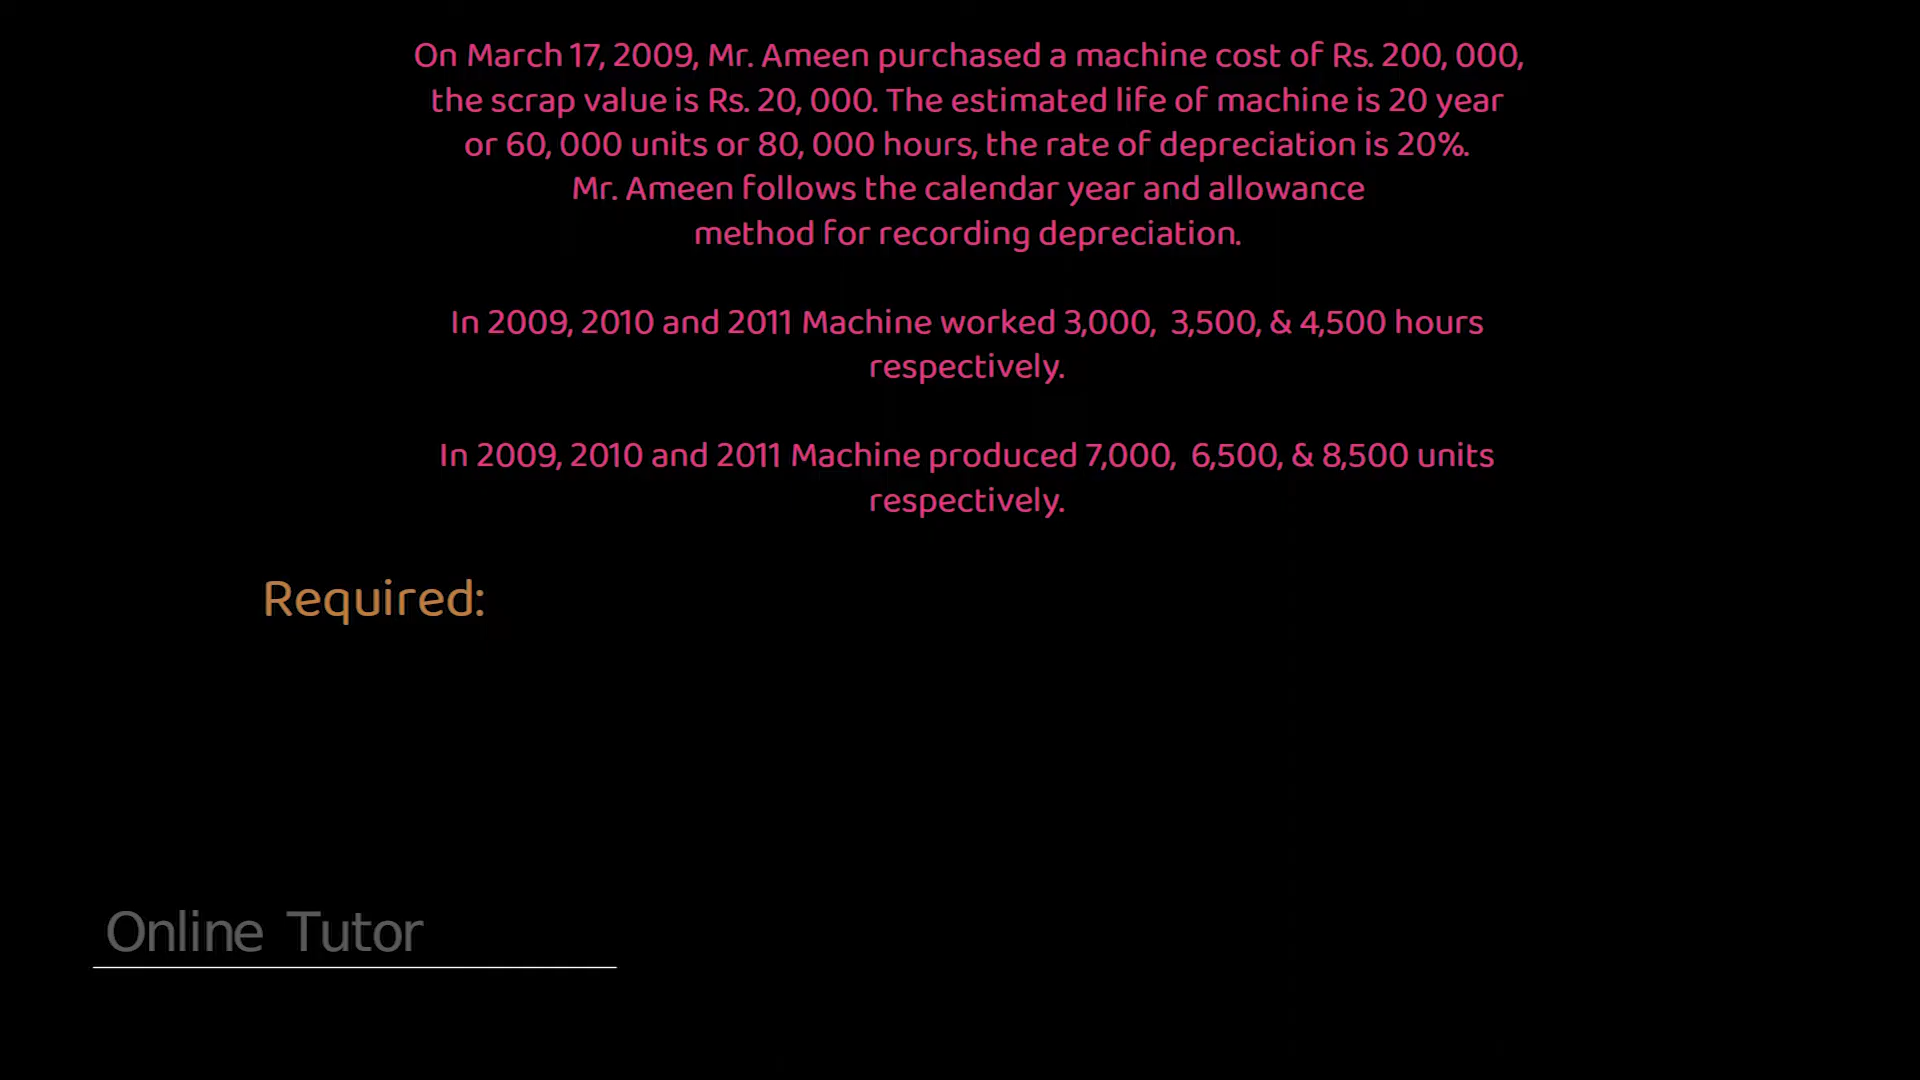 On March 17, 2009, Mr. Ameen purchased a machine cost of Rs. 200, 000,
the scrap value is Rs. 20, 000. The estimated life of machine is 20 year
or 60, 000 units or 80, 000 hours, the rate of depreciation is 20%.
Mr. Ameen follows the calendar year and allowance
method for recording depreciation.
In 2009, 2010 and 2011 Machine worked 3,000, 3,500, & 4,500 hours
respectively.
In 2009, 2010 and 2011 Machine produced 7,000, 6,500, & 8,500 units
respectively.
Required:
Online Tutor